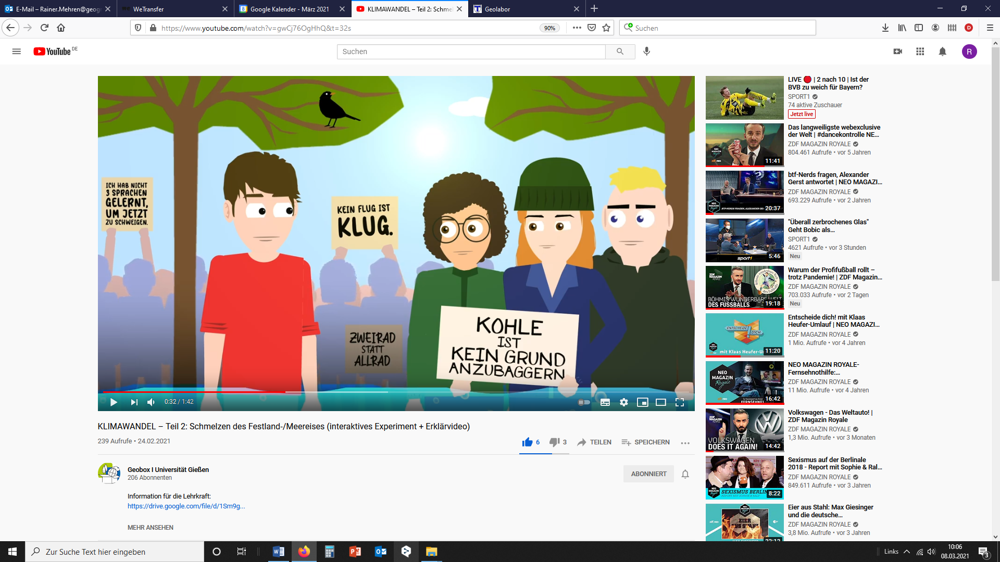 E-Mail – Rainer.Mehren@geogr
WeTransfer
Google Kalender - März 2021
KLIMAWANDEL – Teil 2: Schmel
Geolabor
https://www.youtube.com/watch?v=gwCj76OgHhQ&t=32s
90%
Suchen
D
YouTube DE
Suchen
R
ICH HAB NICHT
3 SPRACHEN
GELERNT,
UM JETZT
ZU SCHWEIGEN.
KEIN FLUG IST
KLUG.
ZWEIRAD
STATT
ALLRAD
KOHLE
IST
KEIN GRUND
ANZUBAGGERN
0:32 / 1:42
KLIMAWANDEL – Teil 2: Schmelzen des Festland-/Meereises (interaktives Experiment + Erklärvideo)
239 Aufrufe • 24.02.2021
6
3
TEILEN
SPEICHERN
Geobox I Universität Gießen
206 Abonnenten
ABONNIERT
Information für die Lehrkraft:
https://drive.google.com/file/d/1Sm9g...
MEHR ANSEHEN
LIVE | 2 nach 10 | Ist der
BVB zu weich für Bayern?
SPORT1
74 aktive Zuschauer
Jetzt live
11:41
Das langweiligste webexclusive
der Welt | #dancekontrolle NE...
ZDF MAGAZIN ROYALE
804.461 Aufrufe • vor 5 Jahren
20:37
btf-Nerds fragen, Alexander
Gerst antwortet | NEO MAGAZI...
ZDF MAGAZIN ROYALE
693.229 Aufrufe • vor 2 Jahren
sport1
5:46
"Überall zerbrochenes Glas"
Geht Bobic als...
SPORT1
4621 Aufrufe • vor 3 Stunden
Neu
ZDF MAGAZIN ROYALE
BÖHMIS WUNDERBARE WELT
DES FUSSBALLS
19:18
Warum der Profifußball rollt –
trotz Pandemie! | ZDF Magazin...
ZDF MAGAZIN ROYALE
703.033 Aufrufe • vor 2 Tagen
Neu
ENTSCHEIDE DICH
mit Klaas Heufer-Um
11:20
Entscheide dich! mit Klaas
Heufer-Umlauf | NEO MAGAZI...
ZDF MAGAZIN ROYALE
1 Mio. Aufrufe • vor 4 Jahren
NEO
MAGAZIN
Royale
16:42
NEO MAGAZIN ROYALE-
Fernsehnothilfe:...
ZDF MAGAZIN ROYALE
11 Mio. Aufrufe • vor 4 Jahren
VOLKSWAGEN
DOES IT AGAIN!
14:42
Volkswagen - Das Weltauto! |
ZDF Magazin Royale
ZDF MAGAZIN ROYALE
1,3 Mio. Aufrufe • vor 3 Monaten
SEXISMUS BERLIN
REPORT MIT SOPHIE & RALF
8:22
Sexismus auf der Berlinale
2018 - Report mit Sophie & Ral...
ZDF MAGAZIN ROYALE
849.611 Aufrufe • vor 3 Jahren
EIER
AUS STAHL
Eier aus Stahl: Max Giesinger
und die deutsche...
ZDF MAGAZIN ROYALE
3,8 Mio. Aufrufe • vor 3 Jahren
Zur Suche Text hier eingeben
Links
10:06
08.03.2021
3